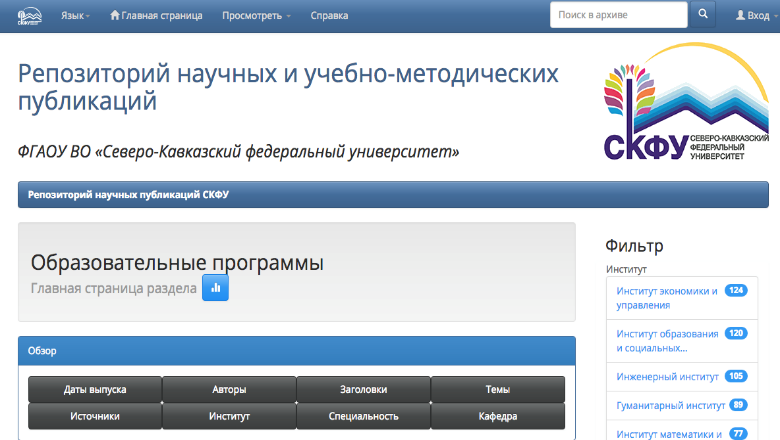 СКФУ
Язык
Главная страница
Просмотреть
Справка
Поиск в архиве
Вход
Репозиторий научных и учебно-методических
публикаций
ФГАОУ ВО «Северо-Кавказский федеральный университет»
СКФУ
СЕВЕРО-КАВКАЗСКИЙ
ФЕДЕРАЛЬНЫЙ
УНИВЕРСИТЕТ
Репозиторий научных публикаций СКФУ
Образовательные программы
Главная страница раздела
Обзор
Даты выпуска
Авторы
Заголовки
Темы
Источники
Институт
Специальность
Кафедра
Фильтр
Институт
Институт экономики и 124
управления
Институт образования 120
и социальных...
Инженерный институт 105
Гуманитарный институт 89
Институт математики и 77